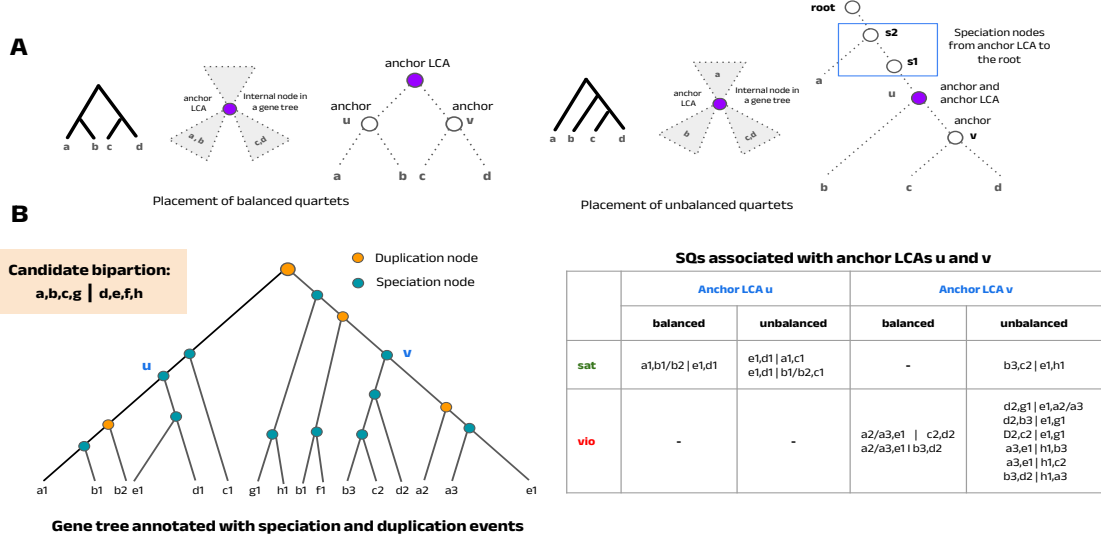 A
anchor
LCA
Internal node in
a gene tree
a, b
c,d
a
b
c
d
anchor LCA
anchor
u
anchor
v
a
b
c
d
Placement of balanced quartets
a
b
c
d
anchor
LCA
Internal node in
a gene tree
a
b
c,d
root
s2
s1
Speciation nodes
from anchor LCA to
the root
a
u
anchor and
anchor LCA
anchor
v
b
c
d
Placement of unbalanced quartets
B
Candidate bipartion:
a,b,c,g | d,e,f,h
Duplication node
Speciation node
u
v
a1 b1 b2 e1 d1 c1 g1 h1 b1 f1 b3 c2 d2 a2 a3 e1
Gene tree annotated with speciation and duplication events
SQs associated with anchor LCAs u and v
Anchor LCA u
Anchor LCA v
balanced
unbalanced
balanced
unbalanced
sat
a1,b1/b2 | e1,d1
e1,d1 | a1,c1
e1,d1 | b1/b2,c1
-
b3,c2 | e1,h1
vio
-
-
a2/a3,e1 | c2,d2
a2/a3,e1 I b3,d2
d2,g1 | e1,a2/a3
d2,b3 | e1,g1
D2,c2 | e1,g1
a3,e1 | h1,b3
a3,e1 | h1,c2
b3,d2 | h1,a3